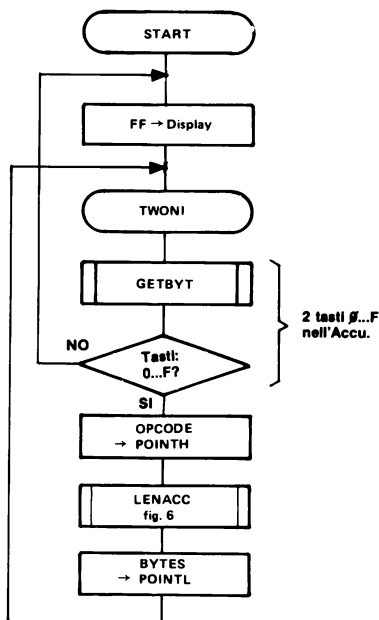 START
FF → Display
TWONI
GETBYT
2 tasti Ø...F
nell'Accu.
NO
Tasti:
0...F?
SI
OPCODE
→ POINTH
LENACC
fig. 6
BYTES
→ POINTL